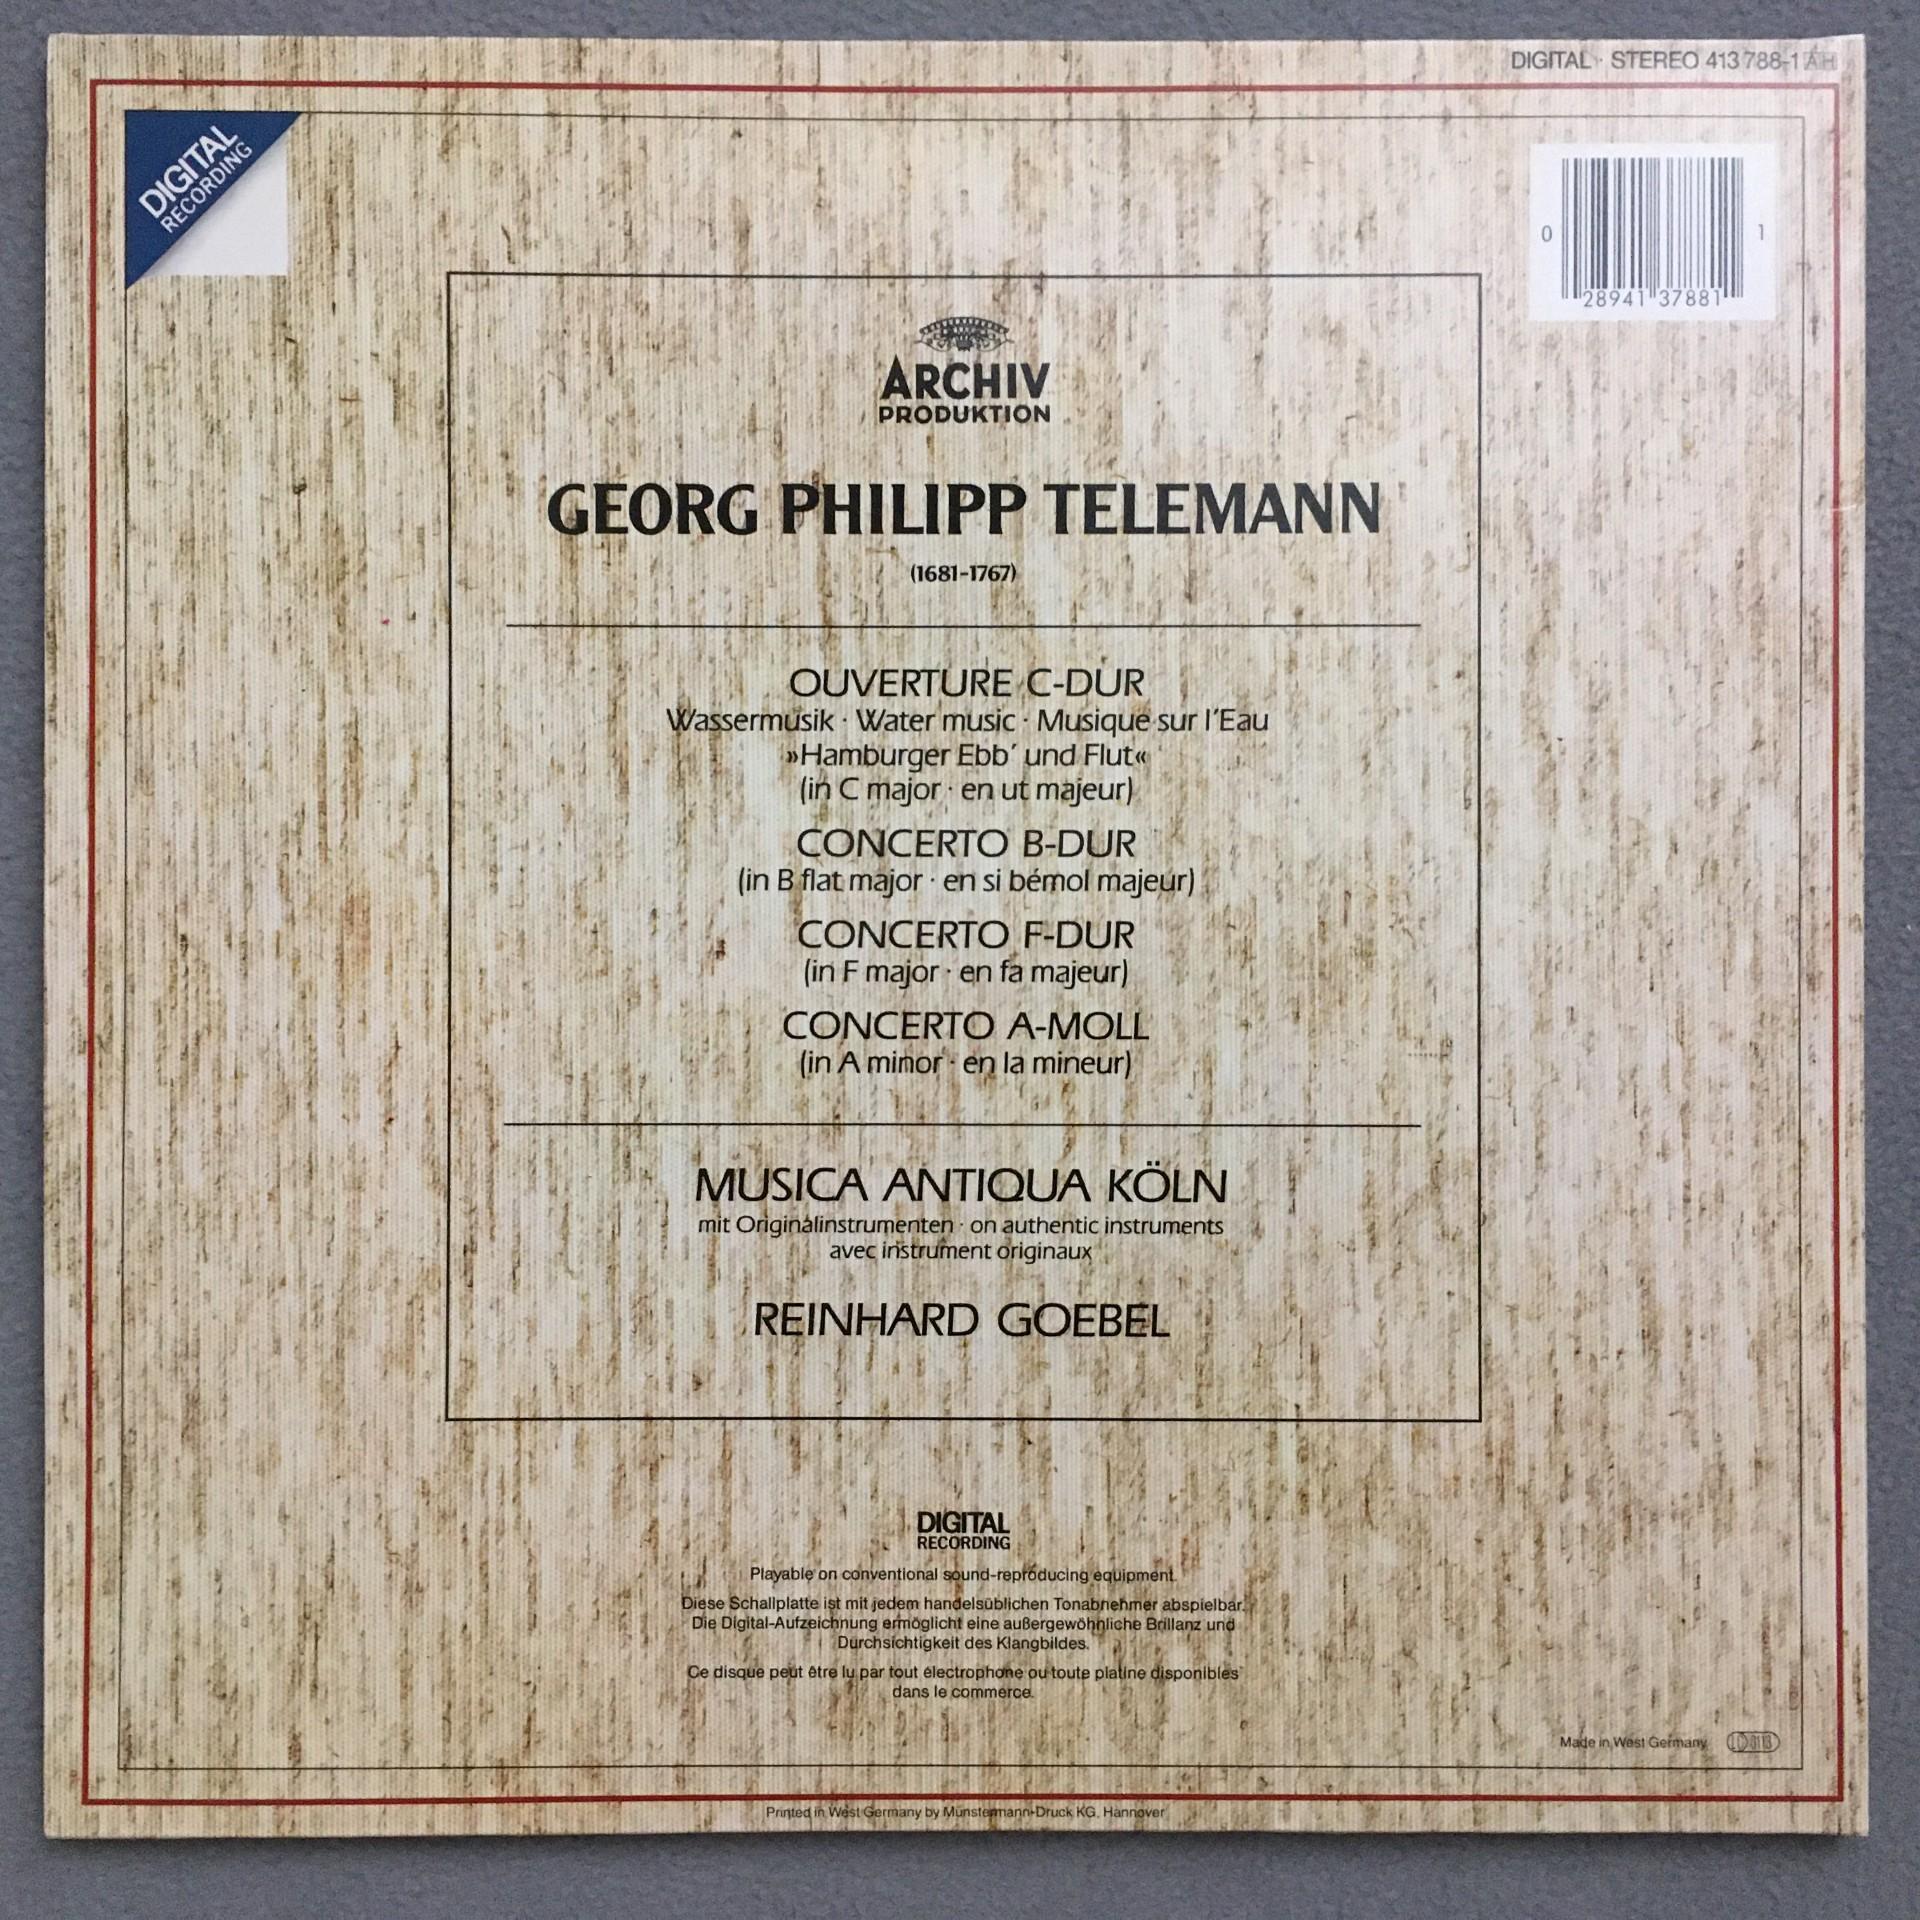 DIGITAL · STEREO 413 788-1 AH
DIGITAL
RECORDING
0 28941 37881 1
ARCHIV
PRODUKTION
GEORG PHILIPP TELEMANN
(1681-1767)
OUVERTURE C-DUR
Wassermusik · Water music · Musique sur l'Eau
»Hamburger Ebb' und Flut«
(in C major · en ut majeur)
CONCERTO B-DUR
(in B flat major · en si bémol majeur)
CONCERTO F-DUR
(in F major · en fa majeur)
CONCERTO A-MOLL
(in A minor · en la mineur)
MUSICA ANTIQUA KÖLN
mit Originalinstrumenten · on authentic instruments
avec instrument originaux
REINHARD GOEBEL
DIGITAL
RECORDING
Playable on conventional sound-reproducing equipment.
Diese Schallplatte ist mit jedem handelsüblichen Tonabnehmer abspielbar.
Die Digital-Aufzeichnung ermöglicht eine außergewöhnliche Brillanz und
Durchsichtigkeit des Klangbildes.
Ce disque peut être lu par tout électrophone ou toute platine disponibles
dans le commerce.
Made in West Germany
Printed in West Germany by Münstermann-Druck KG, Hannover